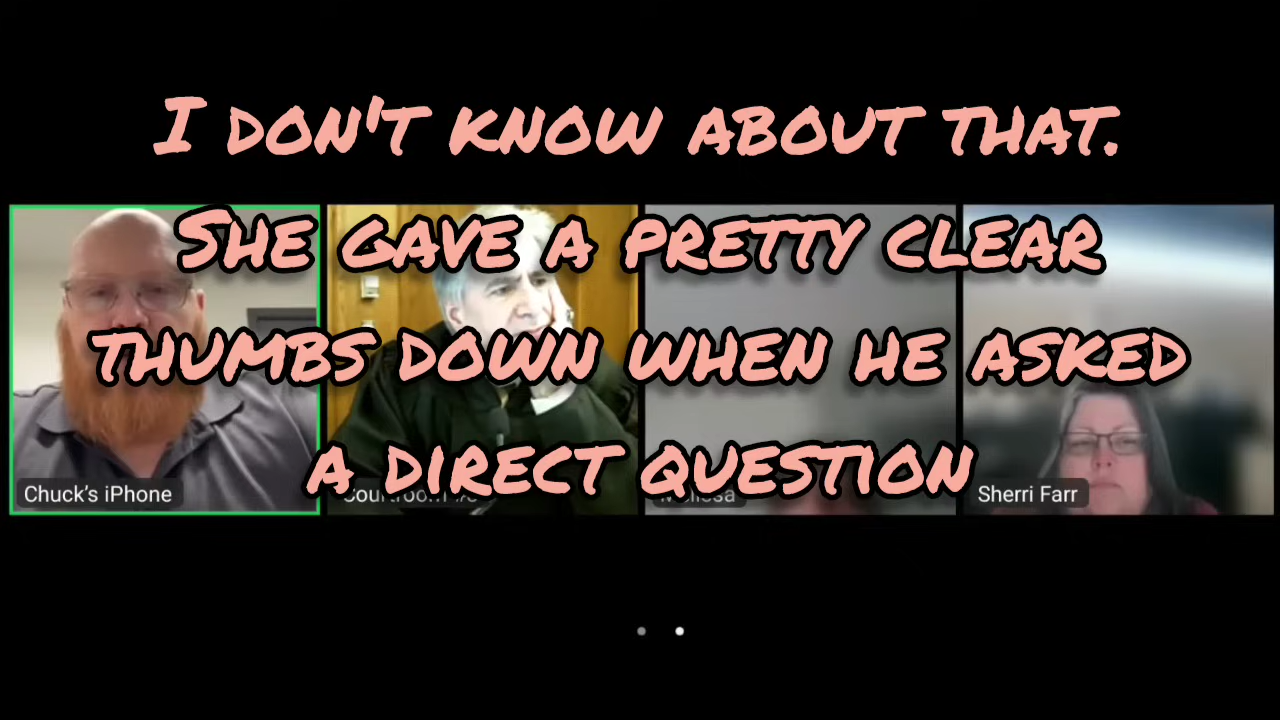 I DON'T KNOW ABOUT THAT.
SHE GAVE A PRETTY CLEAR
THUMBS DOWN WHEN HE ASKED
A DIRECT QUESTION
Chuck's iPhone
Sherri Farr